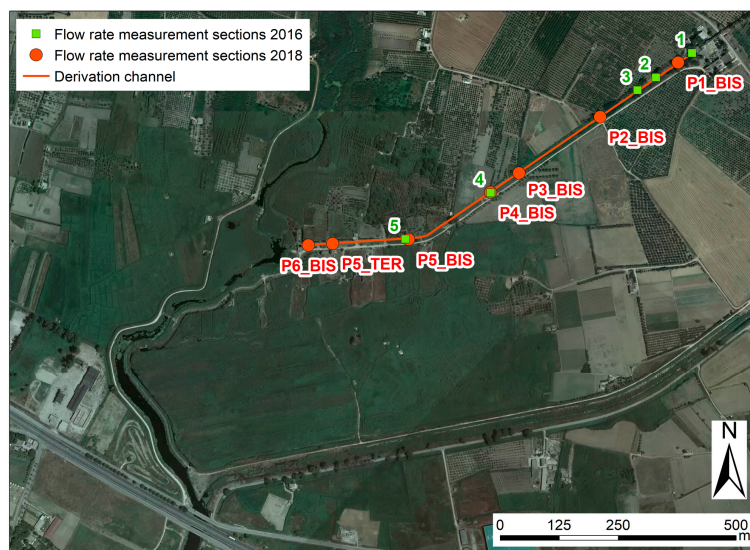 Flow rate measurement sections 2016
Flow rate measurement sections 2018
Derivation channel
1
2
3
P1_BIS
P2_BIS
4
P3_BIS
P4_BIS
5
P6_BIS
P5_TER
P5_BIS
N
0
125
250
500
m